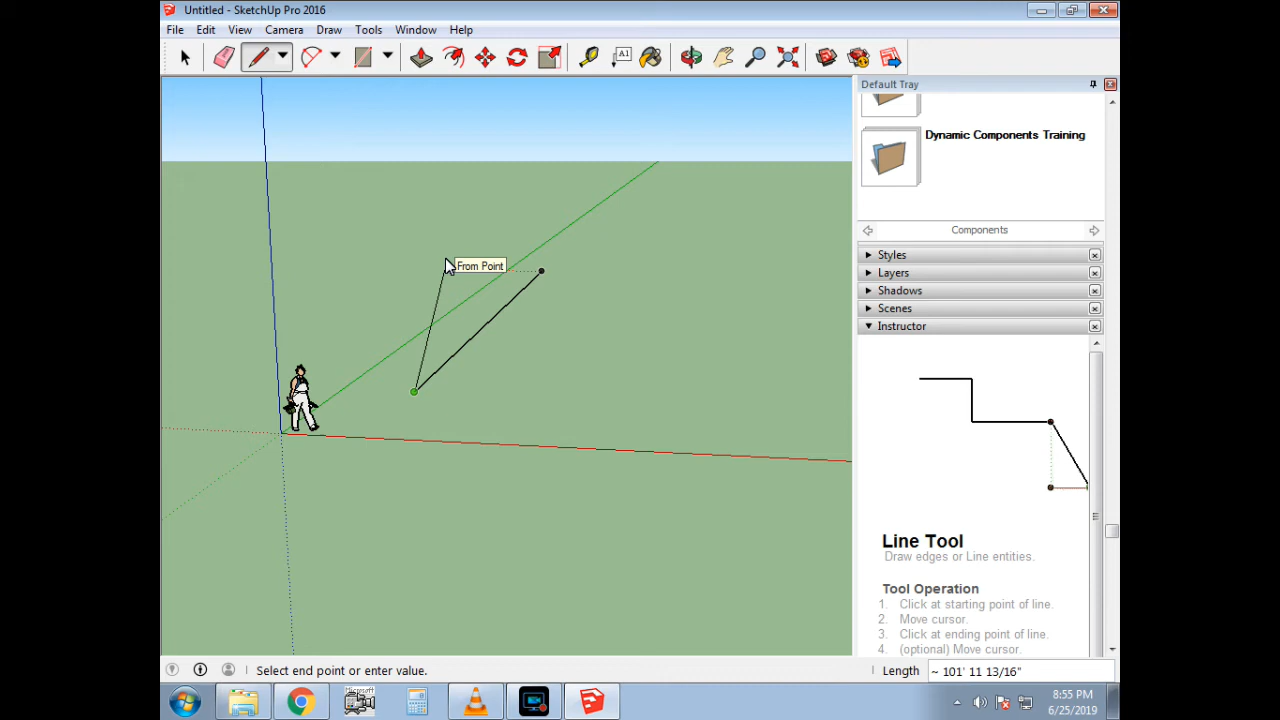 Untitled - SketchUp Pro 2016
File Edit View Camera Draw Tools Window Help
A1
Default Tray
Dynamic Components Training
Components
Styles
Layers
Shadows
Scenes
Instructor
From Point
Line Tool
Draw edges or Line entities.
Tool Operation
1. Click at starting point of line.
2. Move cursor.
3. Click at ending point of line.
4. (optional) Move cursor.
Select end point or enter value.
Length ~ 101' 11 13/16"
Microsoft
8:55 PM
6/25/2019